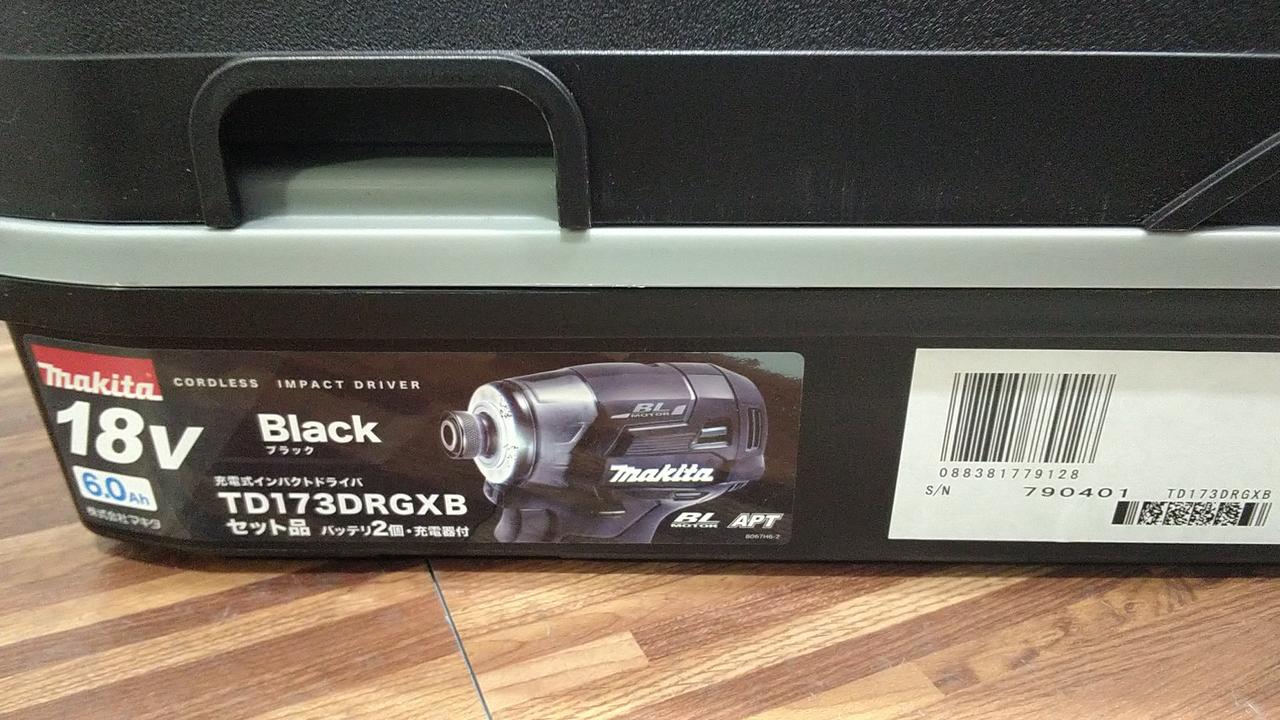 makita
CORDLESS IMPACT DRIVER
18V
Black
ブラック
6.0Ah
充電式インパクトドライバ
TD173DRGXB
セット品 バッテリ2個・充電器付
株式会社マキタ
BL
MOTOR
makita
BL
MOTOR
APT
8067H6-2
088381779128
S/N 790401 TD173DRGXB